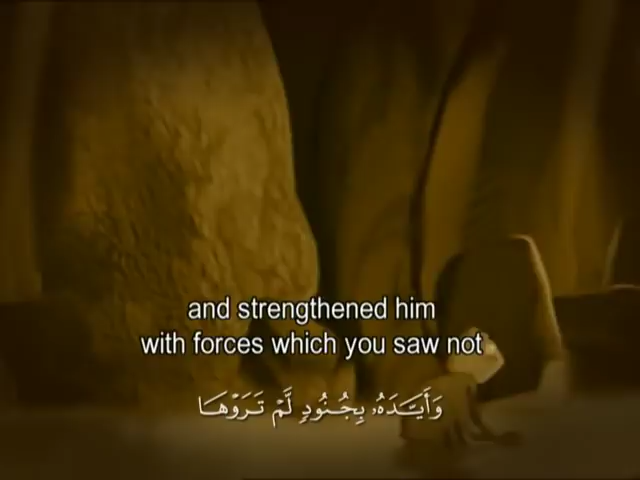 and strengthened him
with forces which you saw not
وَأَيَّدَهُۥ بِجُنُودٍ لَّمْ تَرَوْهَا